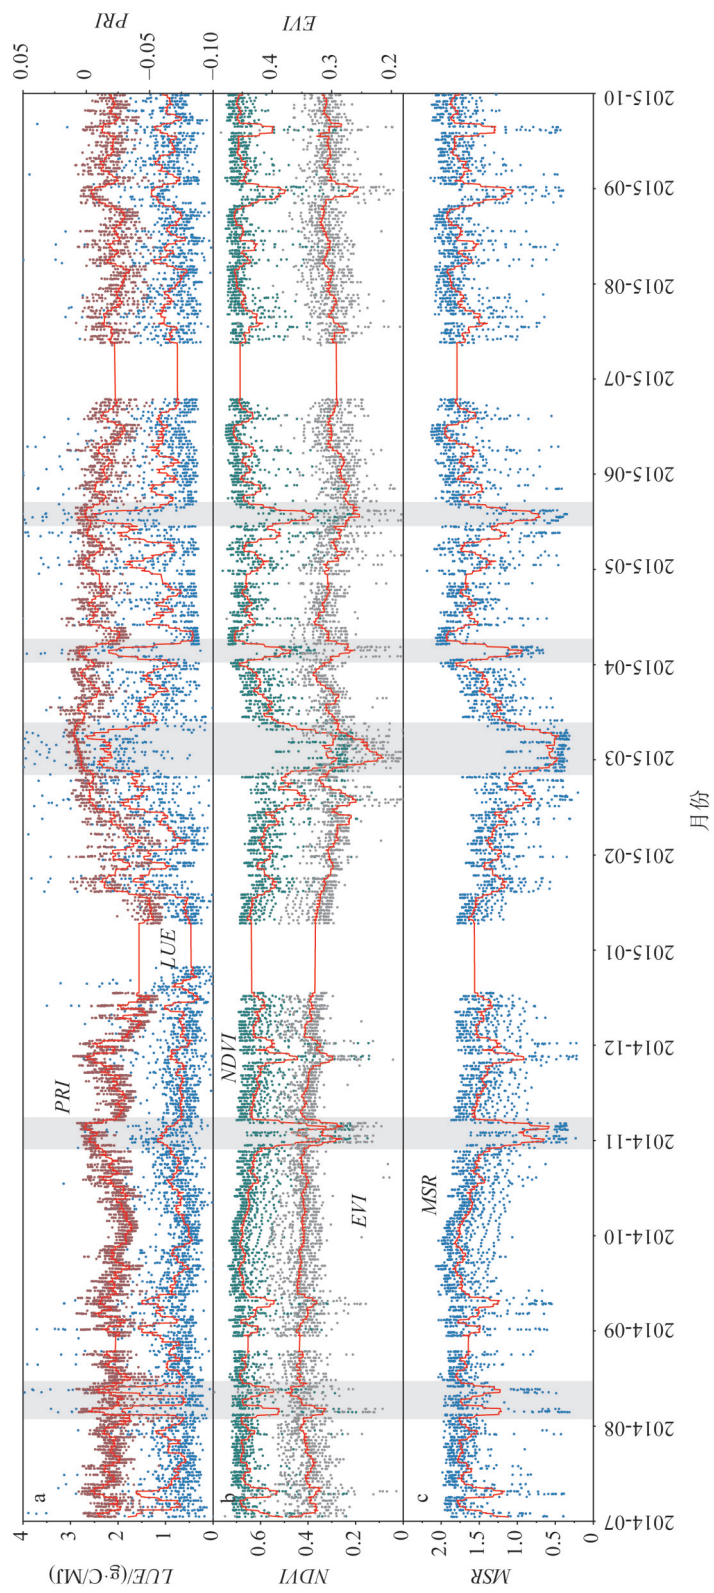 a
PRI
LUE
4
3
2
1
0
LUE/(g·C/MJ)
0.05
0
−0.05
−0.10
PRI
b
NDVI
EVI
0.6
0.4
0.2
0
NDVI
0.4
0.3
0.2
EVI
c
MSR
2.0
1.5
1.0
0.5
0
MSR
2014-07
2014-08
2014-09
2014-10
2014-11
2014-12
2015-01
2015-02
2015-03
2015-04
2015-05
2015-06
2015-07
2015-08
2015-09
2015-10
月份